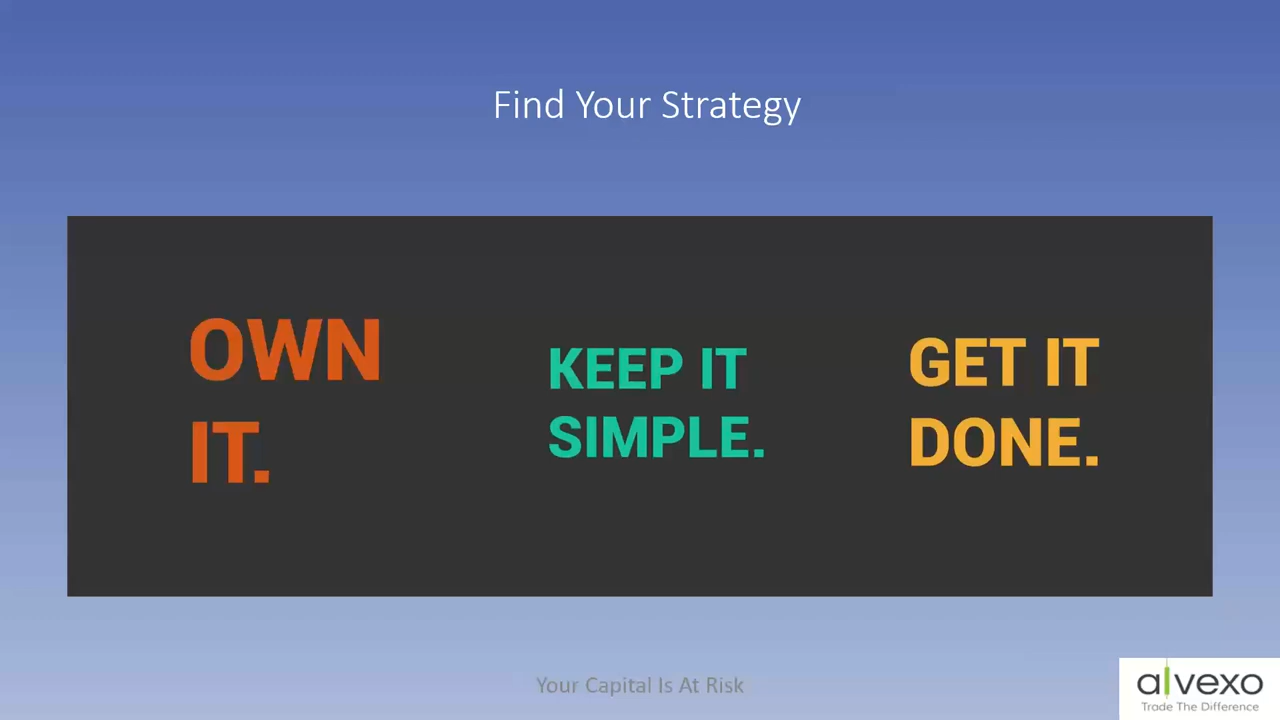 Find Your Strategy
OWN
IT.
KEEP IT
SIMPLE.
GET IT
DONE.
Your Capital Is At Risk
alvexo
Trade The Difference